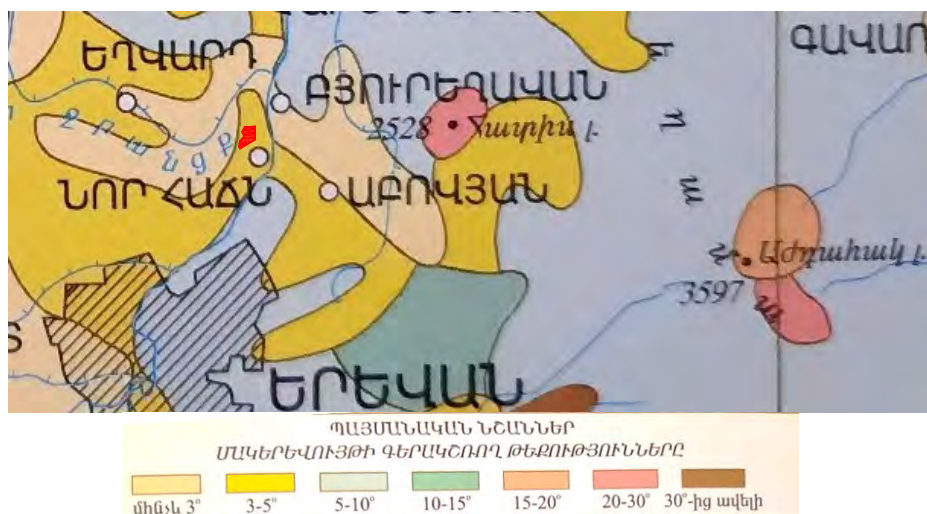 ԵՂՎԱՐԴ
ԲՅՈՒՐԵՂԱՎԱՆ
ԳԱՎԱՌ
2528 Հատիս լ.
Քրանցք
ՆՈՐ ՀԱՃՆ
ԱԲՈՎՅԱՆ
Աժդահակ լ.
3597
ԵՐԵՎԱՆ
ՊԱՅՄԱՆԱԿԱՆ ՆՇԱՆՆԵՐ
ՄԱԿԵՐԵՎՈՒՅԹԻ ԳԵՐԱԿՇՌՈՂ ԹԵՔՈՒԹՅՈՒՆՆԵՐԸ
մինչև 3° 3-5° 5-10° 10-15° 15-20° 20-30° 30°-ից ավելի